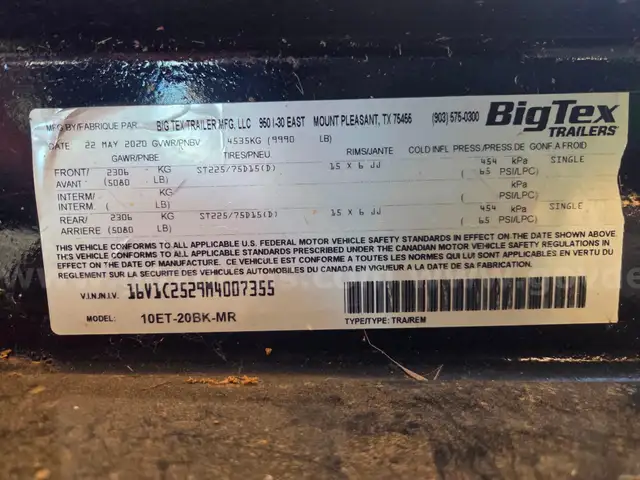 MFG BY/FABRIQUE PAR: BIG TEX TRAILER MFG, LLC 950 I-30 EAST MOUNT PLEASANT, TX 75455 (903) 575-0300 BigTex TRAILERS®
DATE 22 MAY 2020 GVWR/PNBV 4535KG (9990 LB)
GAWR/PNBE TIRES/PNEU RIMS/JANTE COLD INFL PRESS/PRESS.DE GONF A FROID
FRONT/ 2306 KG ST225/75D15(D) 15 X 6 JJ 454 kPa SINGLE
AVANT (5080 LB) ( 65 PSI/LPC)
INTERM/ KG kPa
INTERM. ( LB) ( PSI/LPC)
REAR/ 2306 KG ST225/75D15(D) 15 X 6 JJ 454 kPa SINGLE
ARRIERE (5080 LB) ( 65 PSI/LPC)
THIS VEHICLE CONFORMS TO ALL APPLICABLE U.S. FEDERAL MOTOR VEHICLE SAFETY STANDARDS IN EFFECT ON THE DATE OF
THIS VEHICLE CONFORMS TO ALL APPLICABLE STANDARDS PRESCRIBED UNDER THE CANADIAN MOTOR VEHICLE SAFETY REGULATIONS IN
EFFECT ON THE DATE OF MANUFACTURE. CE VEHICULE EST CONFORME A TOUTES LES NORMES QUI LUI SONT APPLICABLES EN VERTU DU
REGLEMENT SUR LA SECURITE DES VEHICULES AUTOMOBILES DU CANADA EN VIGUEUR A LA DATE DE SA FABRICATION.
V.I.N./N.I.V. 16V1C2529M4007355
MODEL: 10ET-20BK-MR TYPE/TYPE: TRA/REM